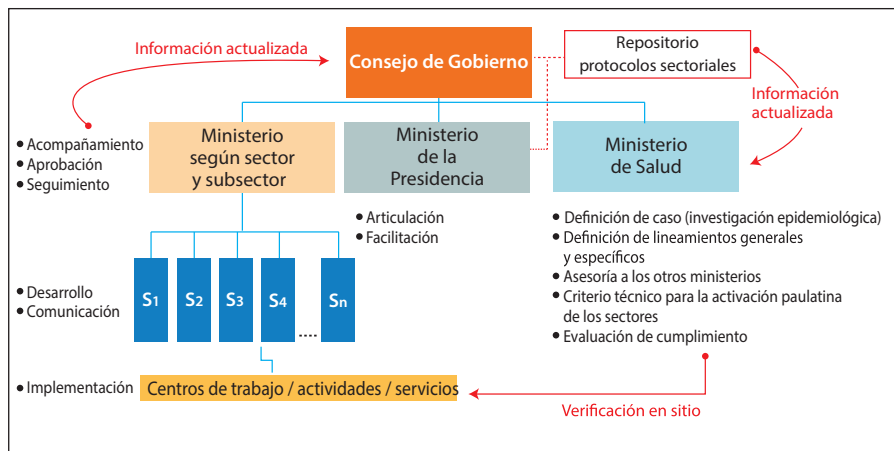 Información actualizada
Consejo de Gobierno
Repositorio
protocolos sectoriales
Información
actualizada
• Acompañamiento
• Aprobación
• Seguimiento
Ministerio
según sector
y subsector
Ministerio
de la
Presidencia
Ministerio
de Salud
• Articulación
• Facilitación
• Definición de caso (investigación epidemiológica)
• Definición de lineamientos generales
y específicos
• Asesoría a los otros ministerios
• Criterio técnico para la activación paulatina
de los sectores
• Evaluación de cumplimiento
• Desarrollo
• Comunicación
S1 S2 S3 S4 ..... Sn
• Implementación
Centros de trabajo / actividades / servicios
Verificación en sitio